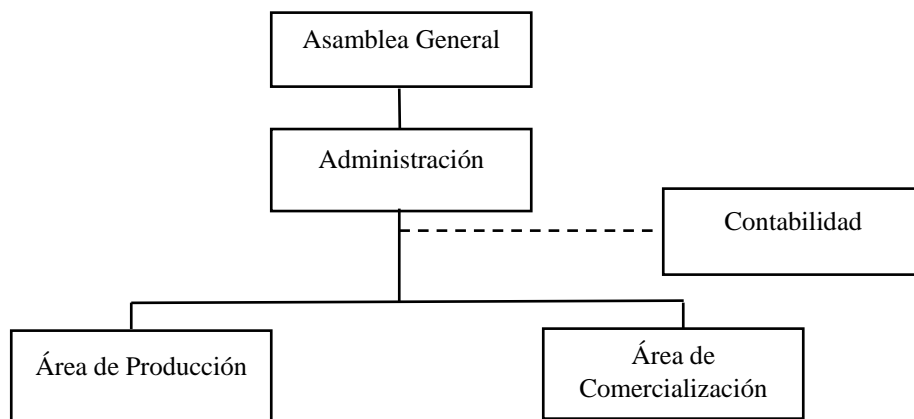 Asamblea General
Administración
Contabilidad
Área de Producción
Área de
Comercialización